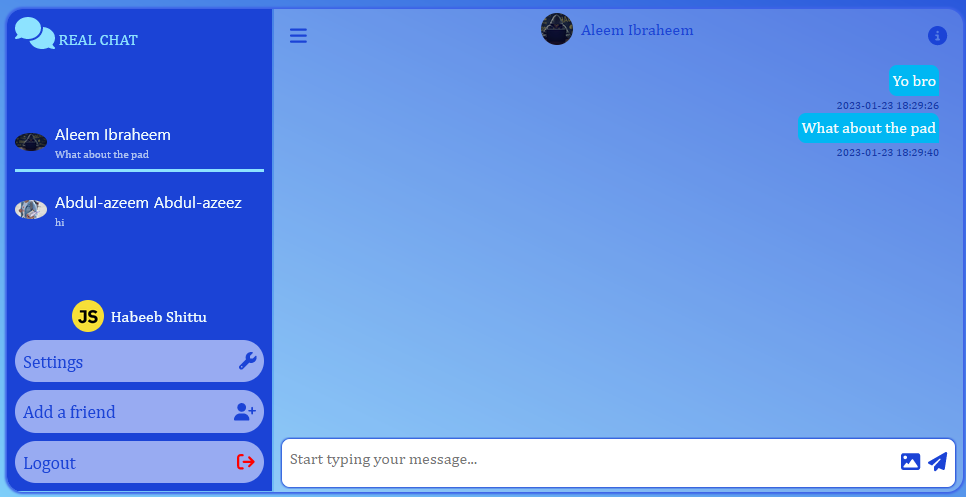 REAL CHAT
Aleem Ibraheem
What about the pad
Abdul-azeem Abdul-azeez
hi
JS Habeeb Shittu
Settings
Add a friend
Logout
Aleem Ibraheem
Yo bro
2023-01-23 18:29:26
What about the pad
2023-01-23 18:29:40
Start typing your message...